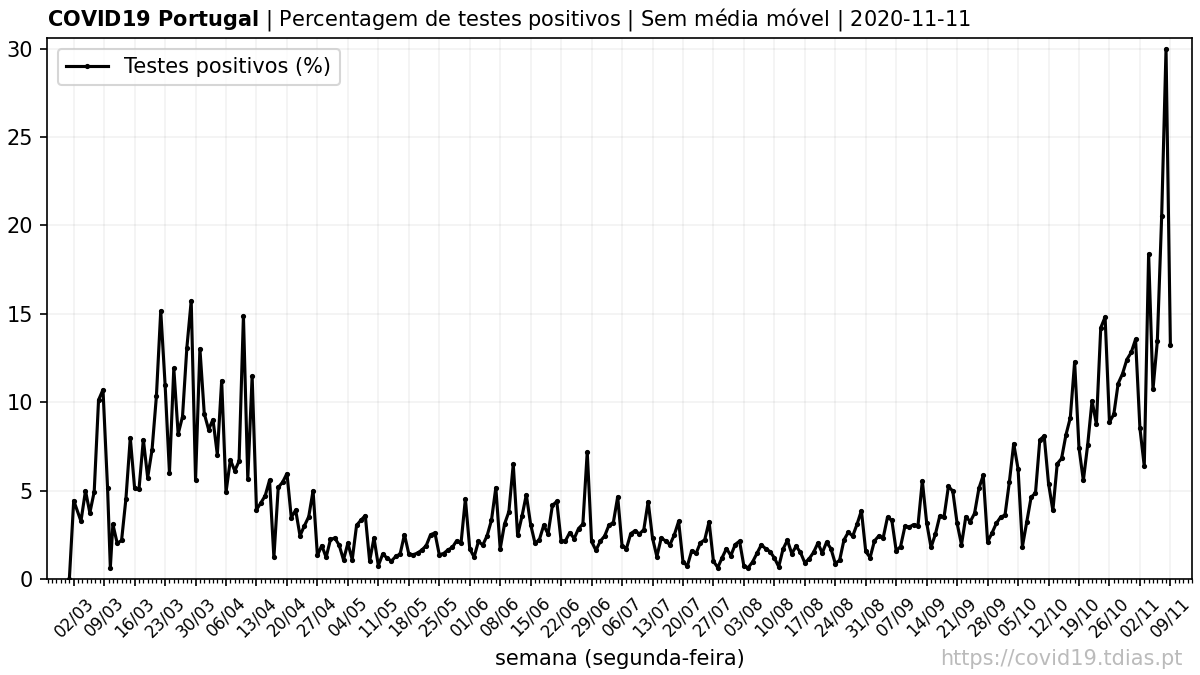 COVID19 Portugal | Percentagem de testes positivos | Sem média móvel | 2020-11-11
Testes positivos (%)
30
25
20
15
10
5
0
02/03 09/03 16/03 23/03 30/03 06/04 13/04 20/04 27/04 04/05 11/05 18/05 25/05 01/06 08/06 15/06 22/06 29/06 06/07 13/07 20/07 27/07 03/08 10/08 17/08 24/08 31/08 07/09 14/09 21/09 28/09 05/10 12/10 19/10 26/10 02/11 09/11
semana (segunda-feira)
https://covid19.tdias.pt